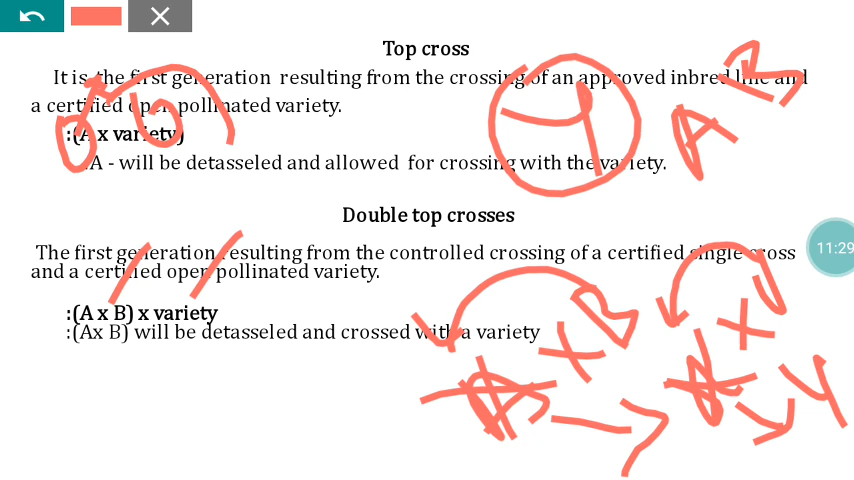 Top cross
It is the first generation resulting from the crossing of an approved inbred line and
a certified open pollinated variety.
:(A x variety)
:A - will be detasseled and allowed for crossing with the variety.
Double top crosses
The first generation resulting from the controlled crossing of a certified single cross
and a certified open pollinated variety.
:(A x B) x variety
:(Ax B) will be detasseled and crossed with a variety
11:29
A B
A x B